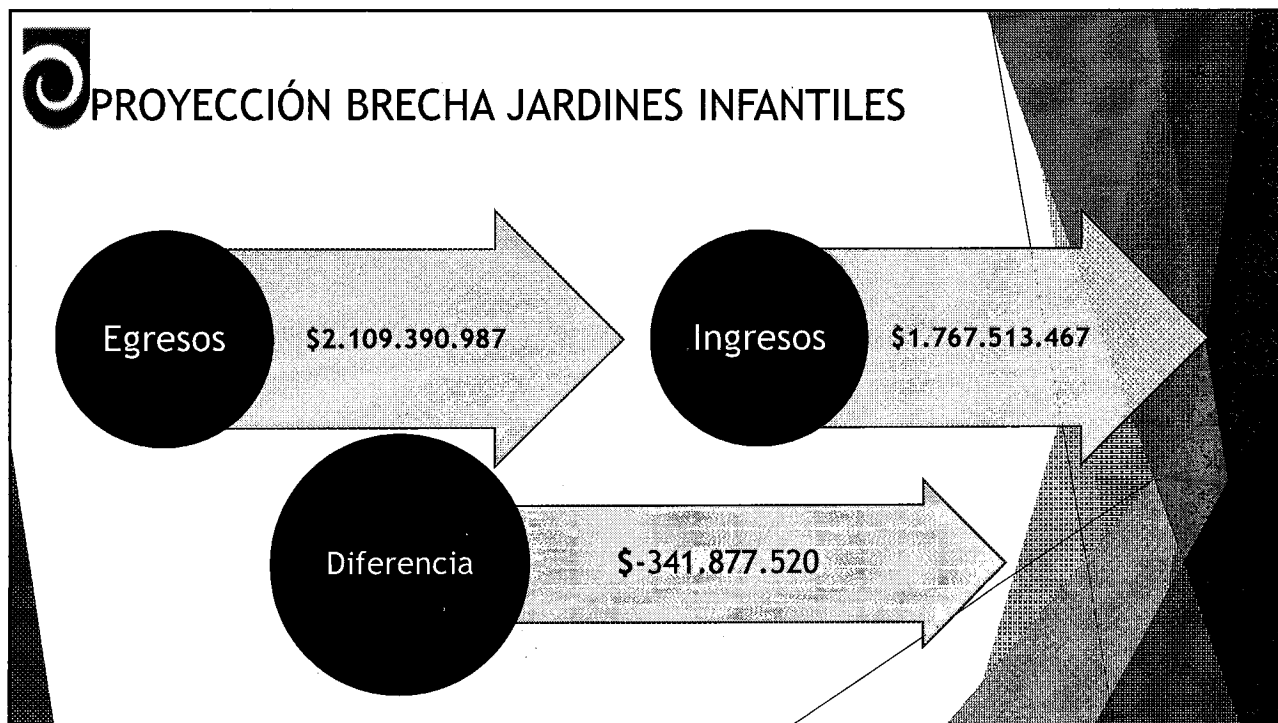 PROYECCIÓN BRECHA JARDINES INFANTILES
Egresos
$2.109.390.987
Ingresos
$1.767.513.467
Diferencia
$-341.877.520